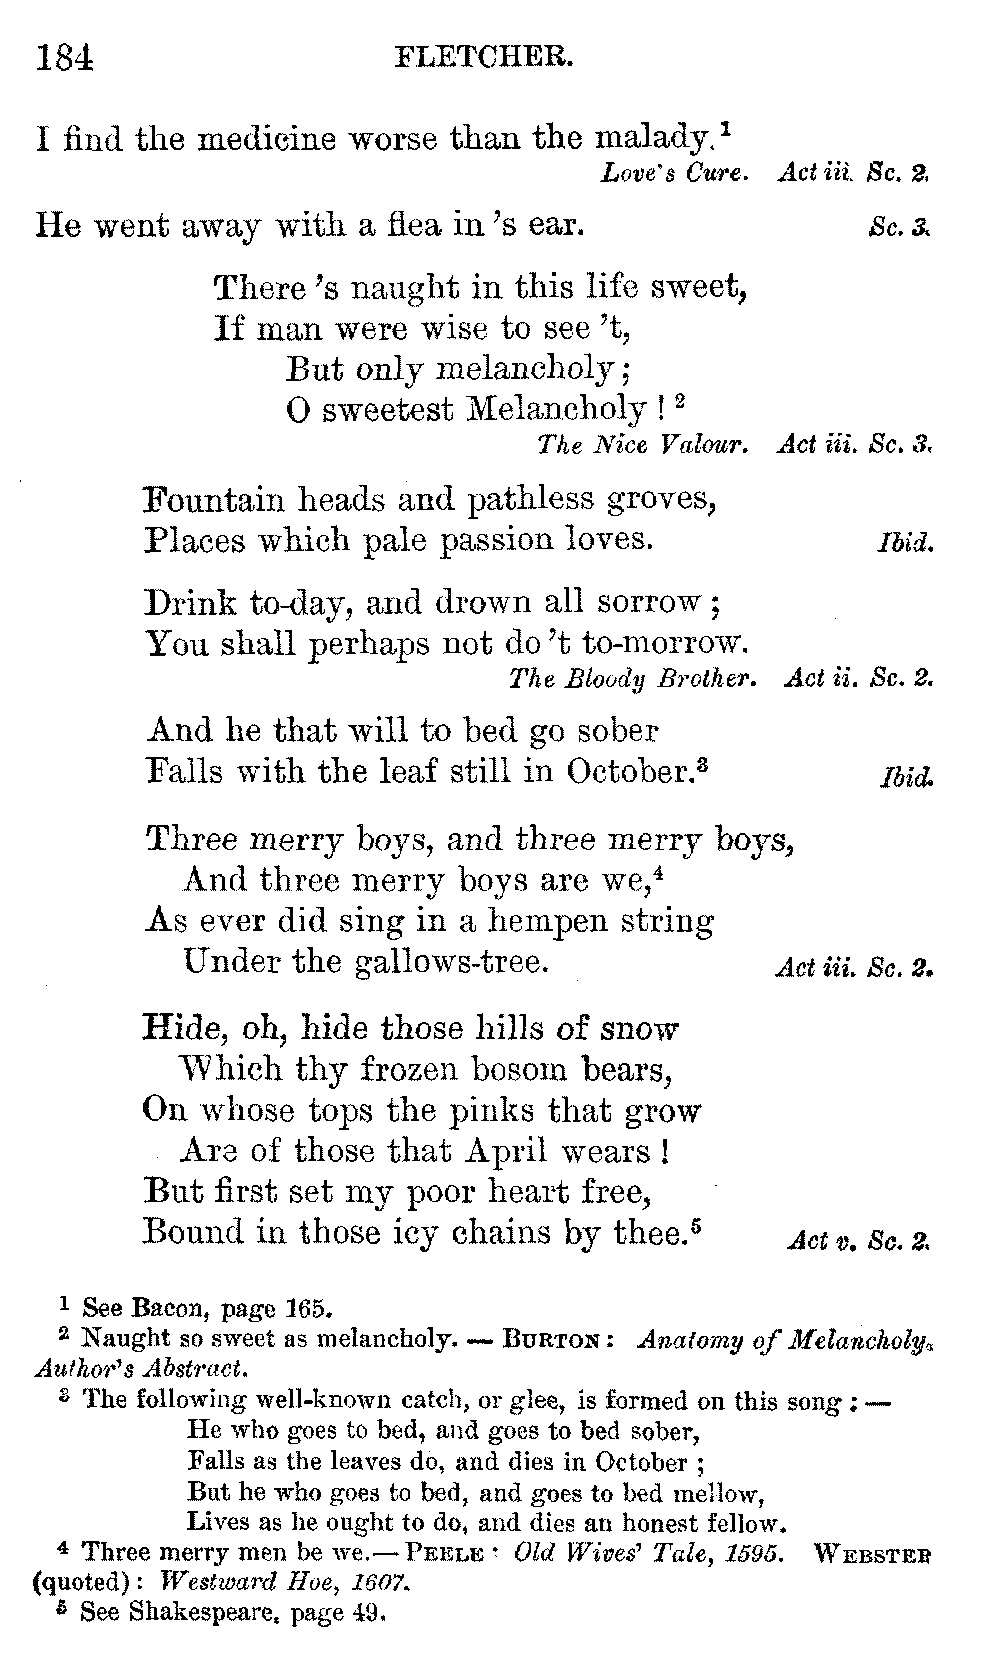 184 FLETCHER.
I find the medicine worse than the malady.¹
Love's Cure. Act iii. Sc. 2.
He went away with a flea in 's ear. Sc. 3.
There 's naught in this life sweet,
If man were wise to see 't,
But only melancholy;
O sweetest Melancholy!²
The Nice Valour. Act iii. Sc. 3.
Fountain heads and pathless groves,
Places which pale passion loves. Ibid.
Drink to-day, and drown all sorrow;
You shall perhaps not do 't to-morrow.
The Bloody Brother. Act ii. Sc. 2.
And he that will to bed go sober
Falls with the leaf still in October.³ Ibid.
Three merry boys, and three merry boys,
And three merry boys are we,⁴
As ever did sing in a hempen string
Under the gallows-tree. Act iii. Sc. 2.
Hide, oh, hide those hills of snow
Which thy frozen bosom bears,
On whose tops the pinks that grow
Are of those that April wears!
But first set my poor heart free,
Bound in those icy chains by thee.⁵ Act v. Sc. 2.
¹ See Bacon, page 165.
² Naught so sweet as melancholy. — BURTON: Anatomy of Melancholy.
Author's Abstract.
³ The following well-known catch, or glee, is formed on this song: —
He who goes to bed, and goes to bed sober,
Falls as the leaves do, and dies in October;
But he who goes to bed, and goes to bed mellow,
Lives as he ought to do, and dies an honest fellow.
⁴ Three merry men be we. — PEELE: Old Wives' Tale, 1595. WEBSTER
(quoted): Westward Hoe, 1607.
⁵ See Shakespeare, page 49.